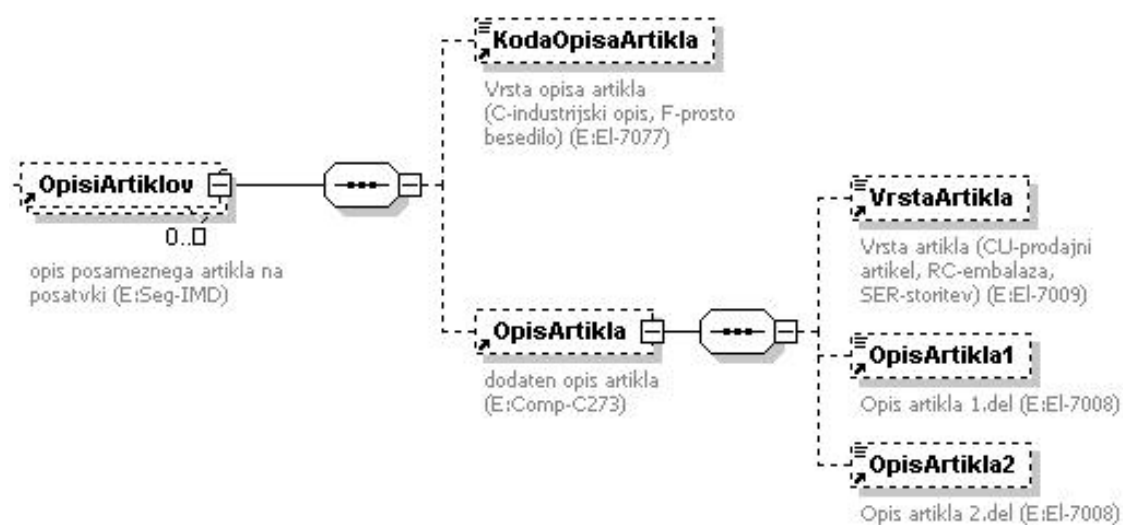 KodaOpisaArtikla
Vrsta opisa artikla
(C-industrijski opis, F-prosto
besedilo) (E:El-7077)
OpisiArtiklov
0..
opis posameznega artikla na
posatvki (E:Seg-IMD)
VrstaArtikla
Vrsta artikla (CU-prodajni
artikel, RC-embalaza,
SER-storitev) (E:El-7009)
OpisArtikla
dodaten opis artikla
(E:Comp-C273)
OpisArtikla1
Opis artikla 1.del (E:El-7008)
OpisArtikla2
Opis artikla 2.del (E:El-7008)